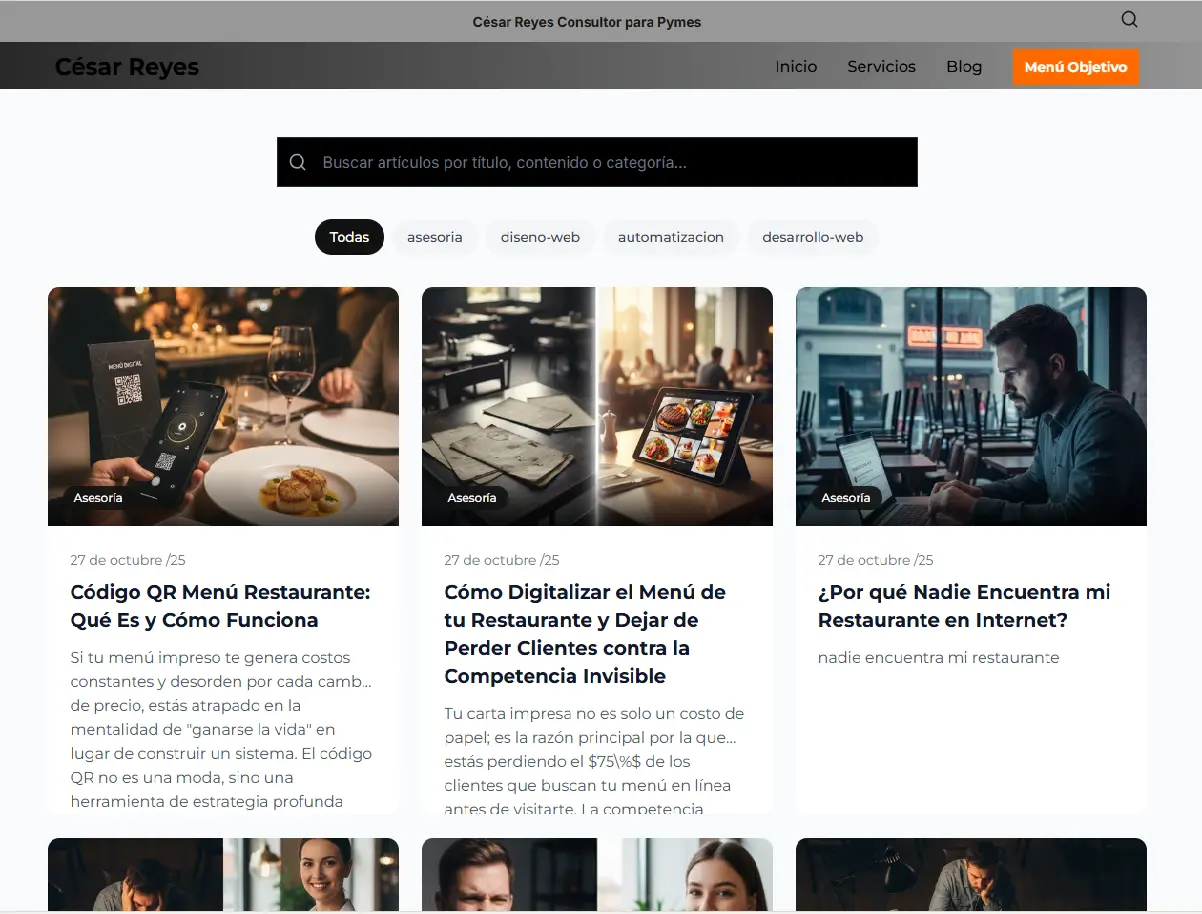 César Reyes Consultor para Pymes
César Reyes
Inicio
Servicios
Blog
Menú Objetivo
Buscar artículos por título, contenido o categoría...
Todas
asesoria
diseno-web
automatizacion
desarrollo-web
MENÚ DIGITAL
Asesoría
Asesoría
Asesoría
27 de octubre /25
Código QR Menú Restaurante:
Qué Es y Cómo Funciona
Si tu menú impreso te genera costos
constantes y desorden por cada camb...
de precio, estás atrapado en la
mentalidad de "ganarse la vida" en
lugar de construir un sistema. El código
QR no es una moda, sino una
herramienta de estrategia profunda
27 de octubre /25
Cómo Digitalizar el Menú de
tu Restaurante y Dejar de
Perder Clientes contra la
Competencia Invisible
Tu carta impresa no es solo un costo de
papel; es la razón principal por la que...
estás perdiendo el $75\%$ de los
clientes que buscan tu menú en línea
antes de visitarte. La competencia
27 de octubre /25
¿Por qué Nadie Encuentra mi
Restaurante en Internet?
nadie encuentra mi restaurante